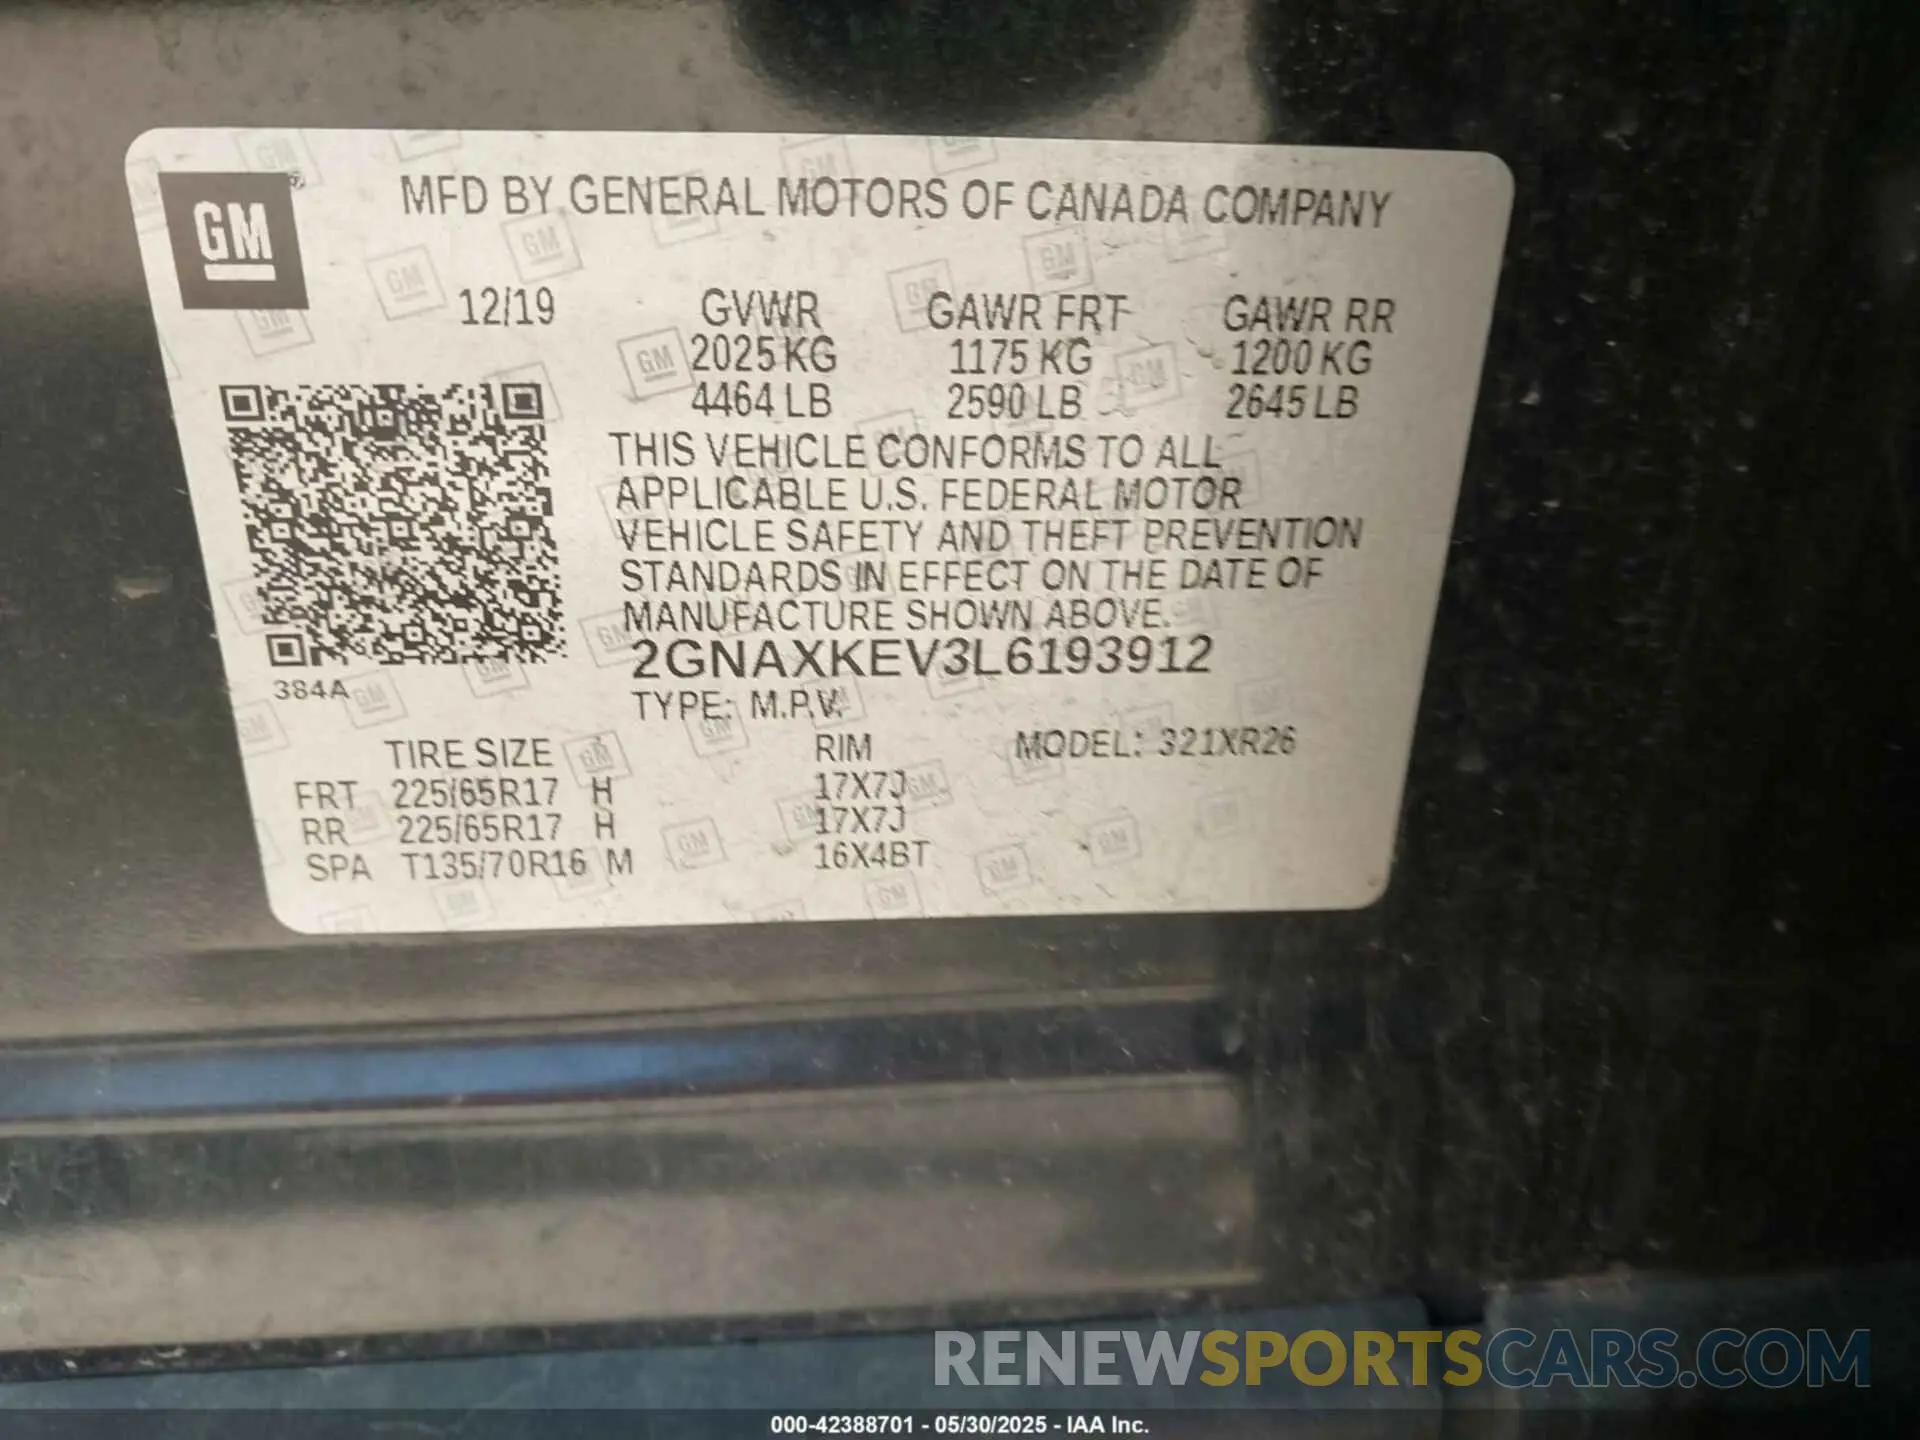 GM
MFD BY GENERAL MOTORS OF CANADA COMPANY
12/19 GVWR GAWR FRT GAWR RR
2025 KG 1175 KG 1200 KG
4464 LB 2590 LB 2645 LB
THIS VEHICLE CONFORMS TO ALL
APPLICABLE U.S. FEDERAL MOTOR
VEHICLE SAFETY AND THEFT PREVENTION
STANDARDS IN EFFECT ON THE DATE OF
MANUFACTURE SHOWN ABOVE.
2GNAXKEV3L6193912
384A
TYPE: M.P.V.
TIRE SIZE RIM MODEL: 321XR26
FRT 225/65R17 H 17X7J
RR 225/65R17 H 17X7J
SPA T135/70R16 M 16X4BT
RENEWSPORTSCARS.COM
000-42388701 - 05/30/2025 - IAA Inc.